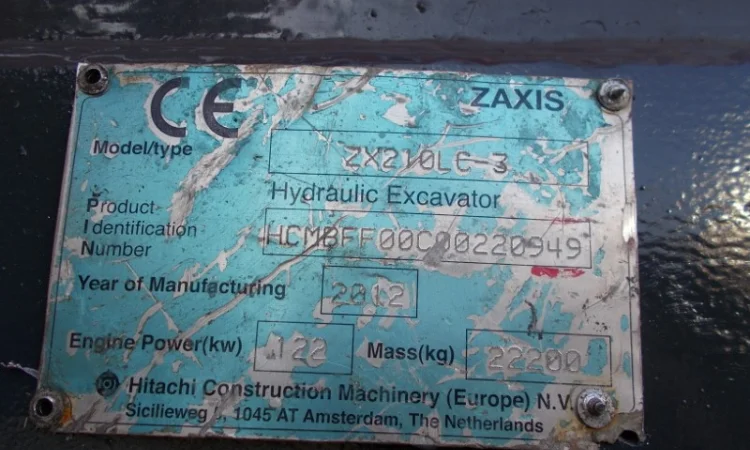 CE ZAXIS
Model/type ZX210LC-3
Hydraulic Excavator
Product
Identification HCMBFF00C00220949
Number
Year of Manufacturing 2012
Engine Power(kw) 122 Mass(kg) 22200
Hitachi Construction Machinery (Europe) N.V.
Sicilieweg , 1045 AT Amsterdam, The Netherlands